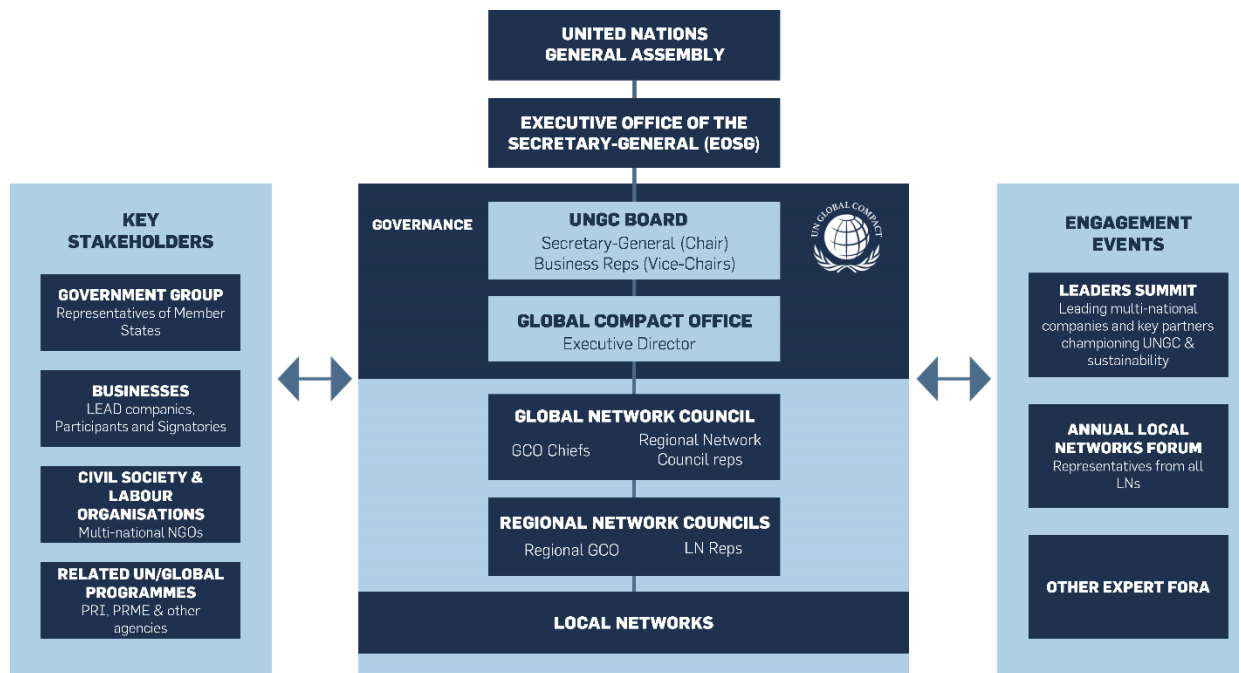 UNITED NATIONS
GENERAL ASSEMBLY
EXECUTIVE OFFICE OF THE
SECRETARY-GENERAL (EOSG)
KEY
STAKEHOLDERS
GOVERNMENT GROUP
Representatives of Member
States
BUSINESSES
LEAD companies,
Participants and Signatories
CIVIL SOCIETY &
LABOUR
ORGANISATIONS
Multi-national NGOs
RELATED UN/GLOBAL
PROGRAMMES
PRI, PRME & other
agencies
GOVERNANCE
UNGC BOARD
Secretary-General (Chair)
Business Reps (Vice-Chairs)
UN GLOBAL COMPACT
GLOBAL COMPACT OFFICE
Executive Director
GLOBAL NETWORK COUNCIL
GCO Chiefs
Regional Network
Council reps
REGIONAL NETWORK COUNCILS
Regional GCO
LN Reps
LOCAL NETWORKS
ENGAGEMENT
EVENTS
LEADERS SUMMIT
Leading multi-national
companies and key partners
championing UNGC &
sustainability
ANNUAL LOCAL
NETWORKS FORUM
Representatives from all
LNs
OTHER EXPERT FORA